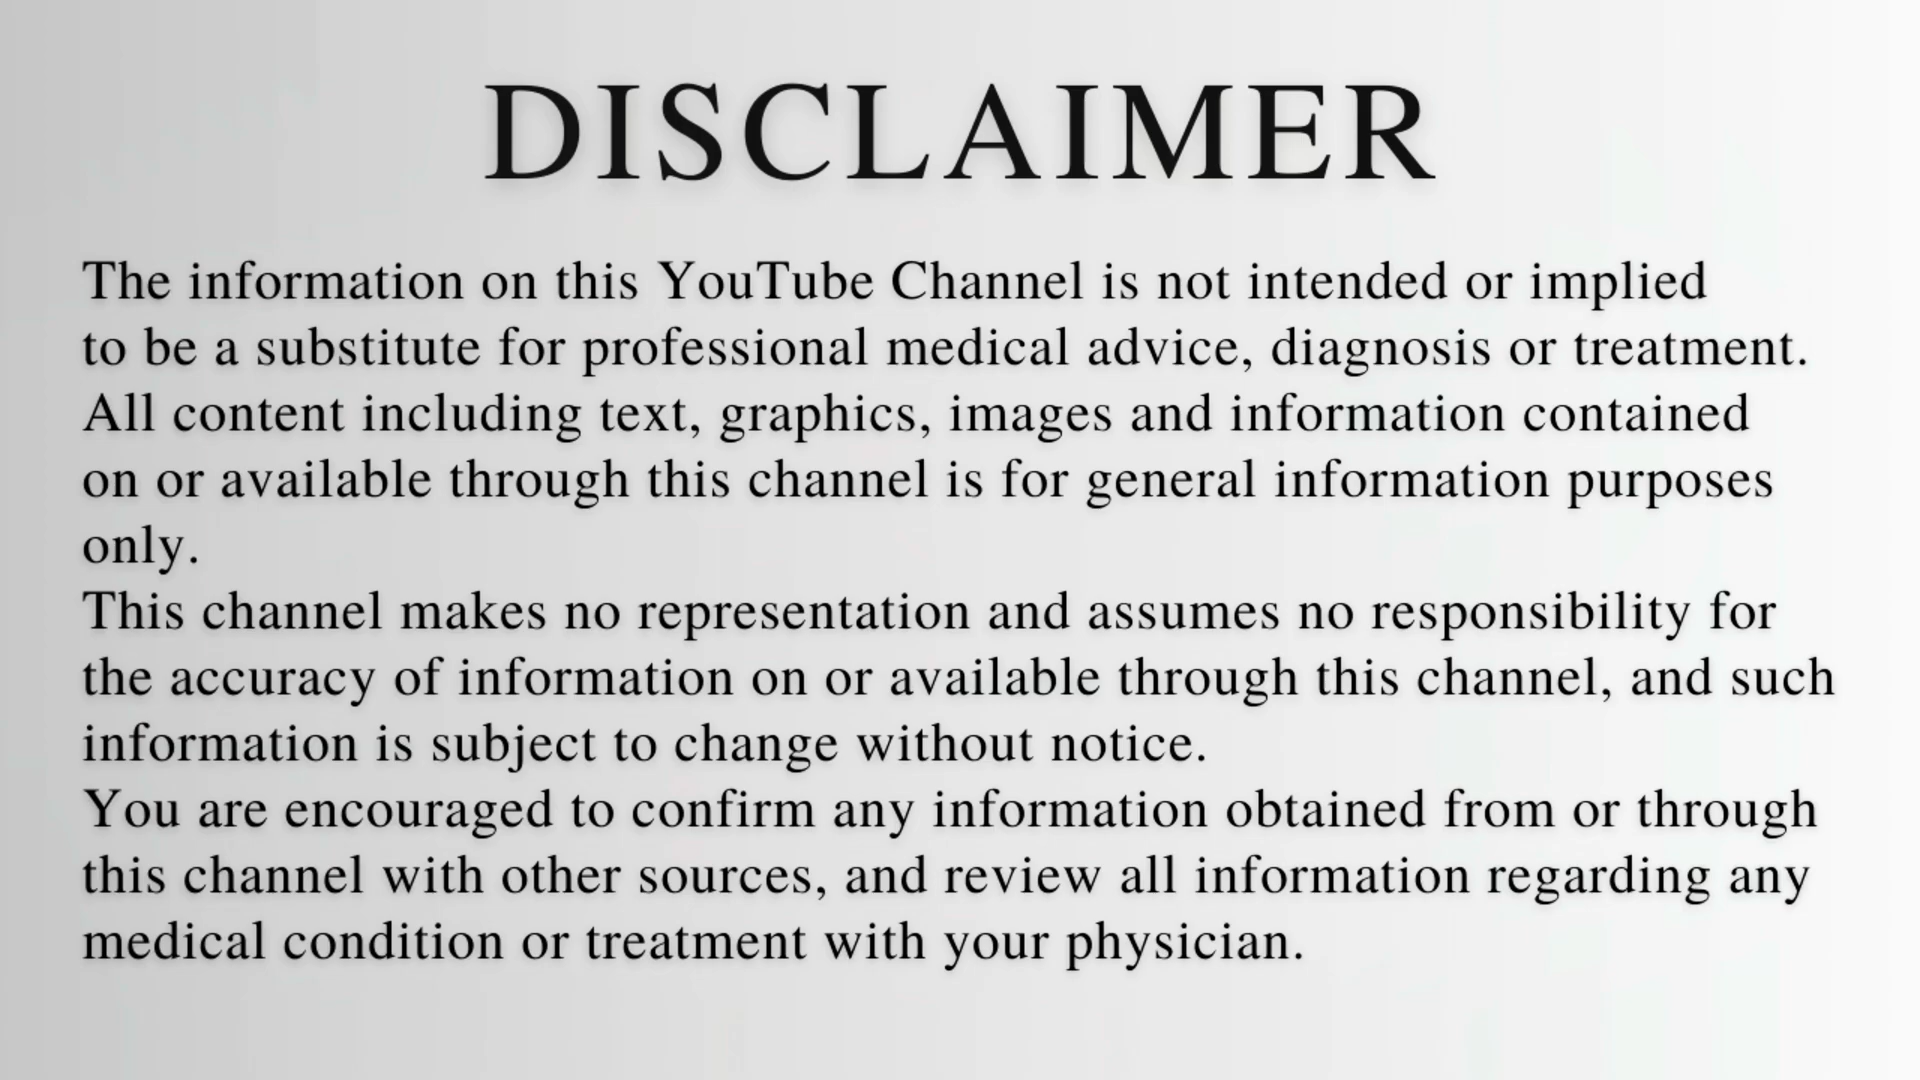 DISCLAIMER
The information on this YouTube Channel is not intended or implied
to be a substitute for professional medical advice, diagnosis or treatment.
All content including text, graphics, images and information contained
on or available through this channel is for general information purposes
only.
This channel makes no representation and assumes no responsibility for
the accuracy of information on or available through this channel, and such
information is subject to change without notice.
You are encouraged to confirm any information obtained from or through
this channel with other sources, and review all information regarding any
medical condition or treatment with your physician.